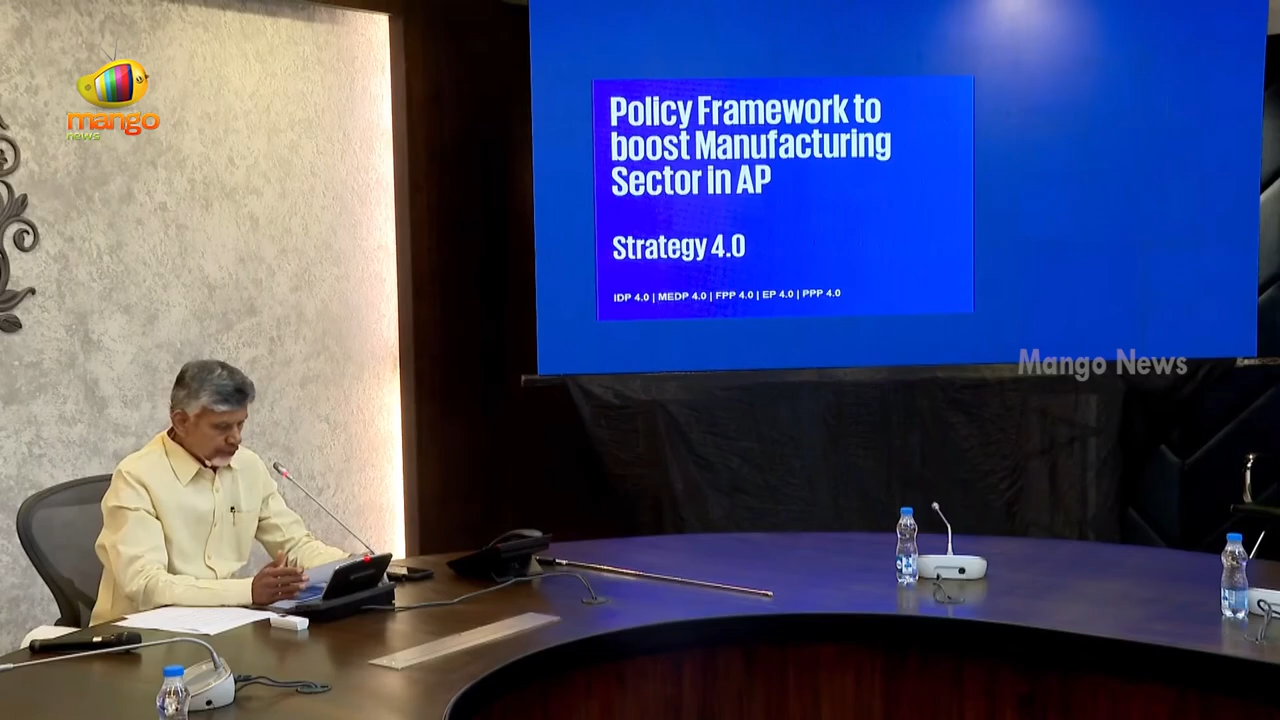 mango
news
Policy Framework to
boost Manufacturing
Sector in AP
Strategy 4.0
IDP 4.0 | MEDP 4.0 | FPP 4.0 | EP 4.0 | PPP 4.0
Mango News